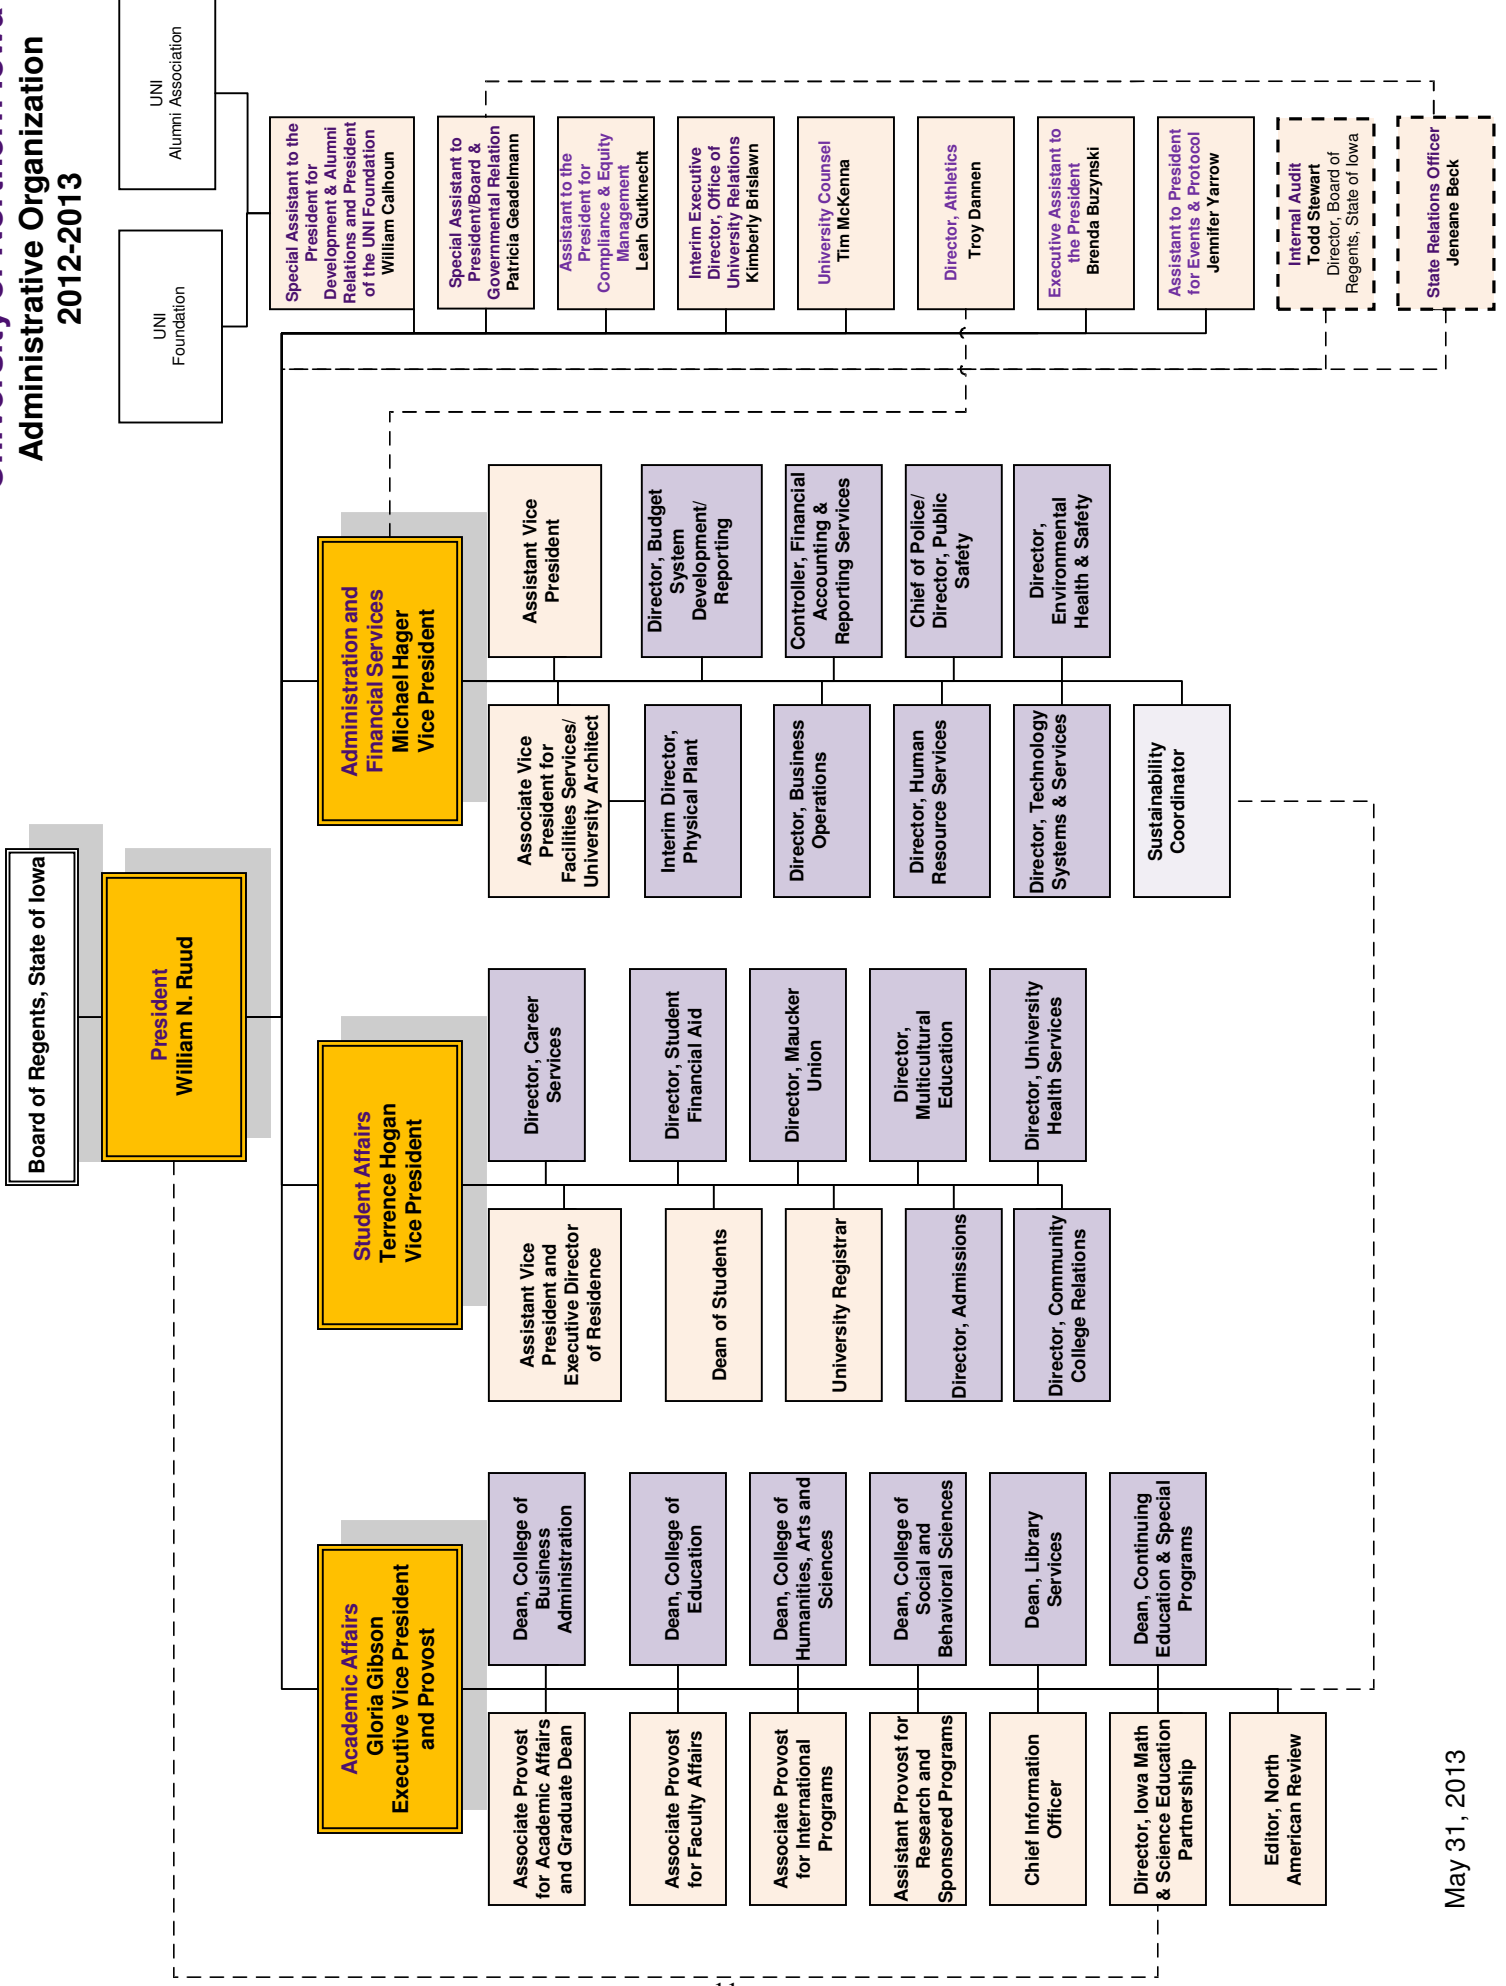 University of Northern Iowa
Administrative Organization
2012-2013
Board of Regents, State of Iowa
President
William N. Ruud
UNI
Foundation
UNI
Alumni Association
Academic Affairs
Gloria Gibson
Executive Vice President
and Provost
Student Affairs
Terrence Hogan
Vice President
Administration and
Financial Services
Michael Hager
Vice President
Special Assistant to the
President for
Development & Alumni
Relations and President
of the UNI Foundation
William Calhoun
Special Assistant to
President/Board &
Governmental Relation
Patricia Geadelmann
Assistant to the
President for
Compliance & Equity
Management
Leah Gutknecht
Interim Executive
Director, Office of
University Relations
Kimberly Brislawn
University Counsel
Tim McKenna
Director, Athletics
Troy Dannen
Executive Assistant to
the President
Brenda Buzynski
Assistant to President
for Events & Protocol
Jennifer Yarrow
Internal Audit
Todd Stewart
Director, Board of
Regents, State of Iowa
State Relations Officer
Jeneane Beck
Associate Provost
for Academic Affairs
and Graduate Dean
Associate Provost
for Faculty Affairs
Associate Provost
for International
Programs
Assistant Provost for
Research and
Sponsored Programs
Chief Information
Officer
Director, Iowa Math
& Science Education
Partnership
Editor, North
American Review
Dean, College of
Business
Administration
Dean, College of
Education
Dean, College of
Humanities, Arts and
Sciences
Dean, College of
Social and
Behavioral Sciences
Dean, Library
Services
Dean, Continuing
Education & Special
Programs
Assistant Vice
President and
Executive Director
of Residence
Dean of Students
University Registrar
Director, Admissions
Director, Community
College Relations
Director, Career
Services
Director, Student
Financial Aid
Director, Maucker
Union
Director,
Multicultural
Education
Director, University
Health Services
Associate Vice
President for
Facilities Services/
University Architect
Interim Director,
Physical Plant
Director, Business
Operations
Director, Human
Resource Services
Director, Technology
Systems & Services
Sustainability
Coordinator
Assistant Vice
President
Director, Budget
System
Development/
Reporting
Controller, Financial
Accounting &
Reporting Services
Chief of Police/
Director, Public
Safety
Director,
Environmental
Health & Safety
May 31, 2013